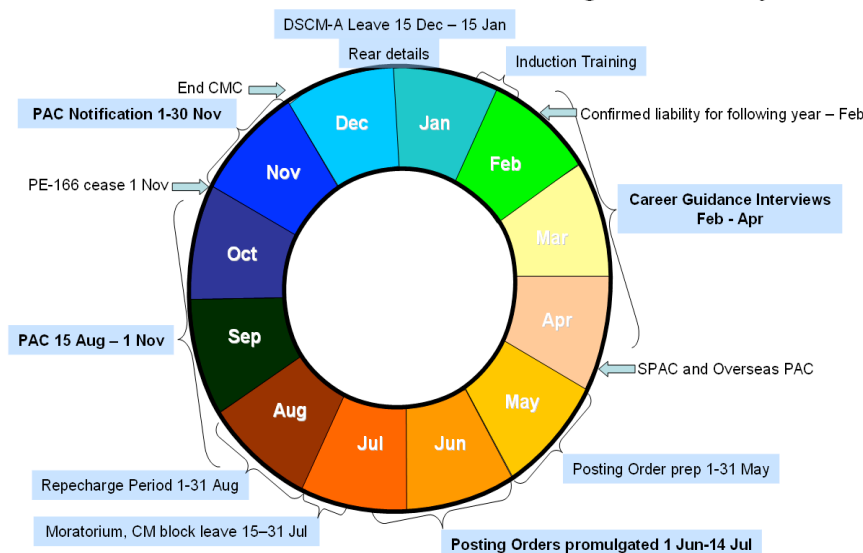 DSCM-A Leave 15 Dec – 15 Jan
Rear details
Induction Training
End CMC
PAC Notification 1-30 Nov
Confirmed liability for following year – Feb
Dec
Jan
Nov
Feb
PE-166 cease 1 Nov
Career Guidance Interviews
Feb - Apr
Oct
Mar
Sep
Apr
PAC 15 Aug – 1 Nov
SPAC and Overseas PAC
Aug
May
Jul
Jun
Repecharge Period 1-31 Aug
Posting Order prep 1-31 May
Moratorium, CM block leave 15–31 Jul
Posting Orders promulgated 1 Jun-14 Jul